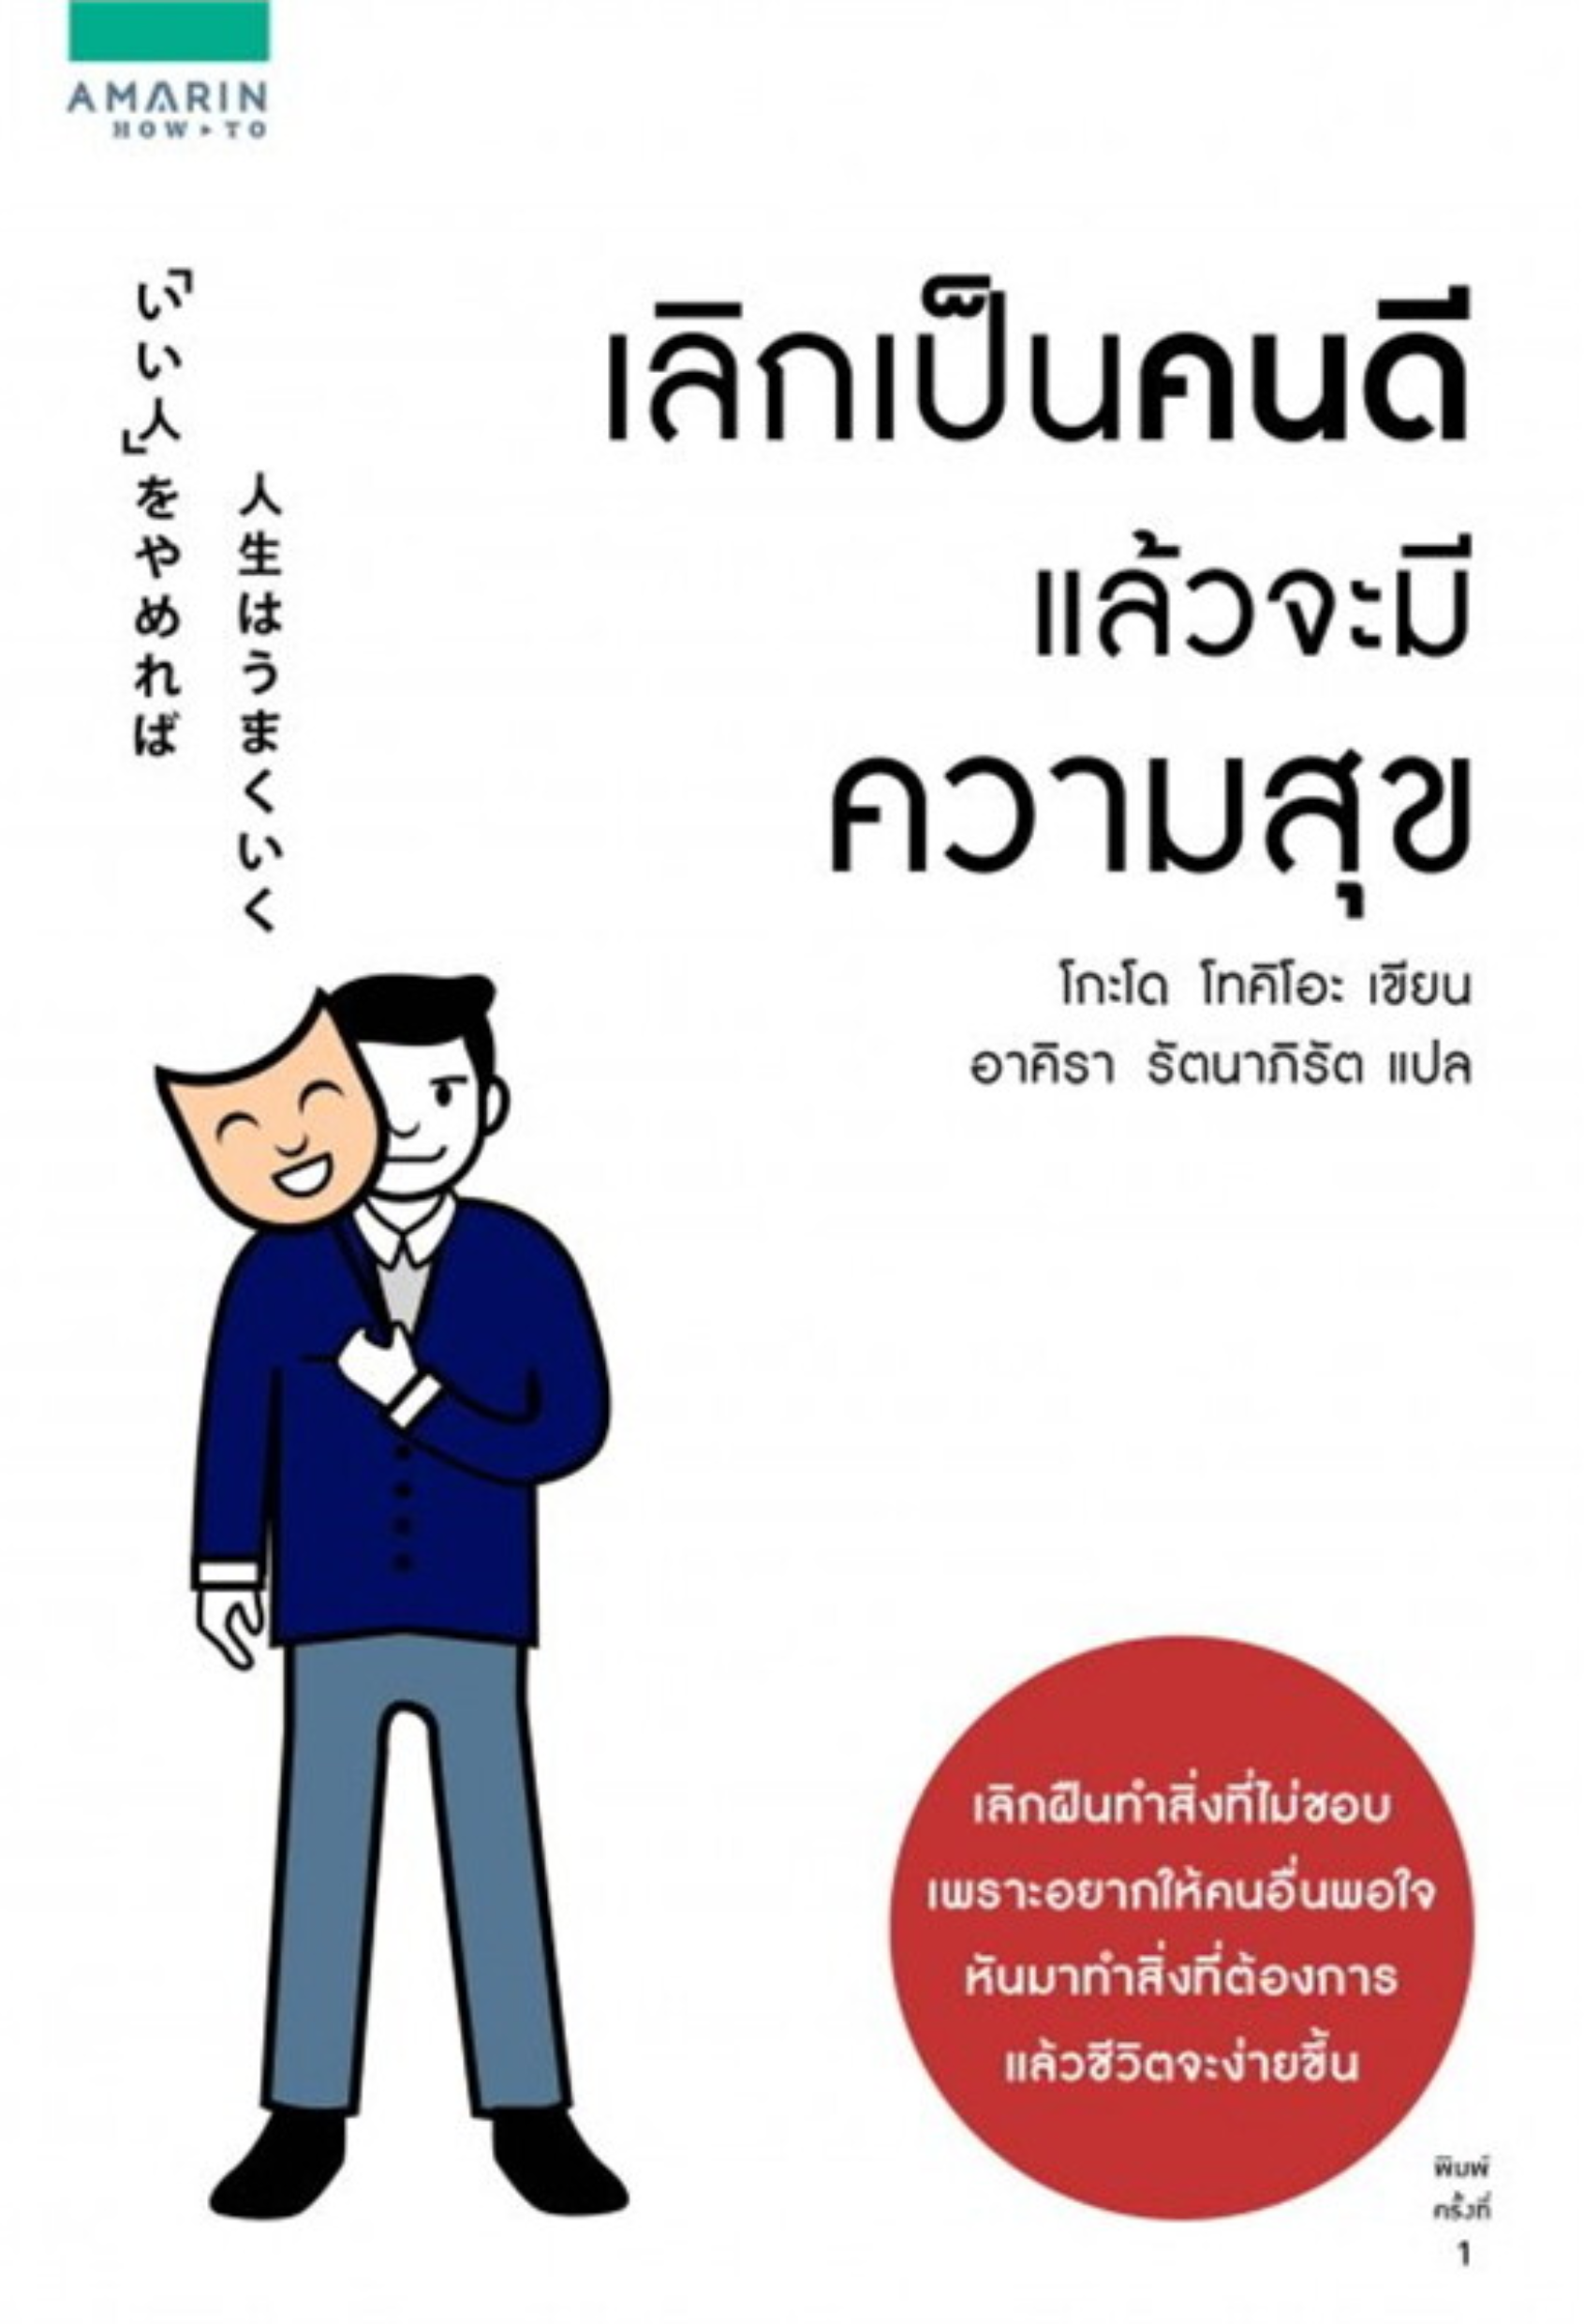 AMARIN
HOW▸TO
「いい人」をやめれば
人生はうまくいく
เลิกเป็นคนดี
แล้วจะมี
ความสุข
โกะโด โทคิโอะ เขียน
อาคิรา รัตนาภิรัต แปล
เลิกฝืนทำสิ่งที่ไม่ชอบ
เพราะอยากให้คนอื่นพอใจ
หันมาทำสิ่งที่ต้องการ
แล้วชีวิตจะง่ายขึ้น
พิมพ์
ครั้งที่
1